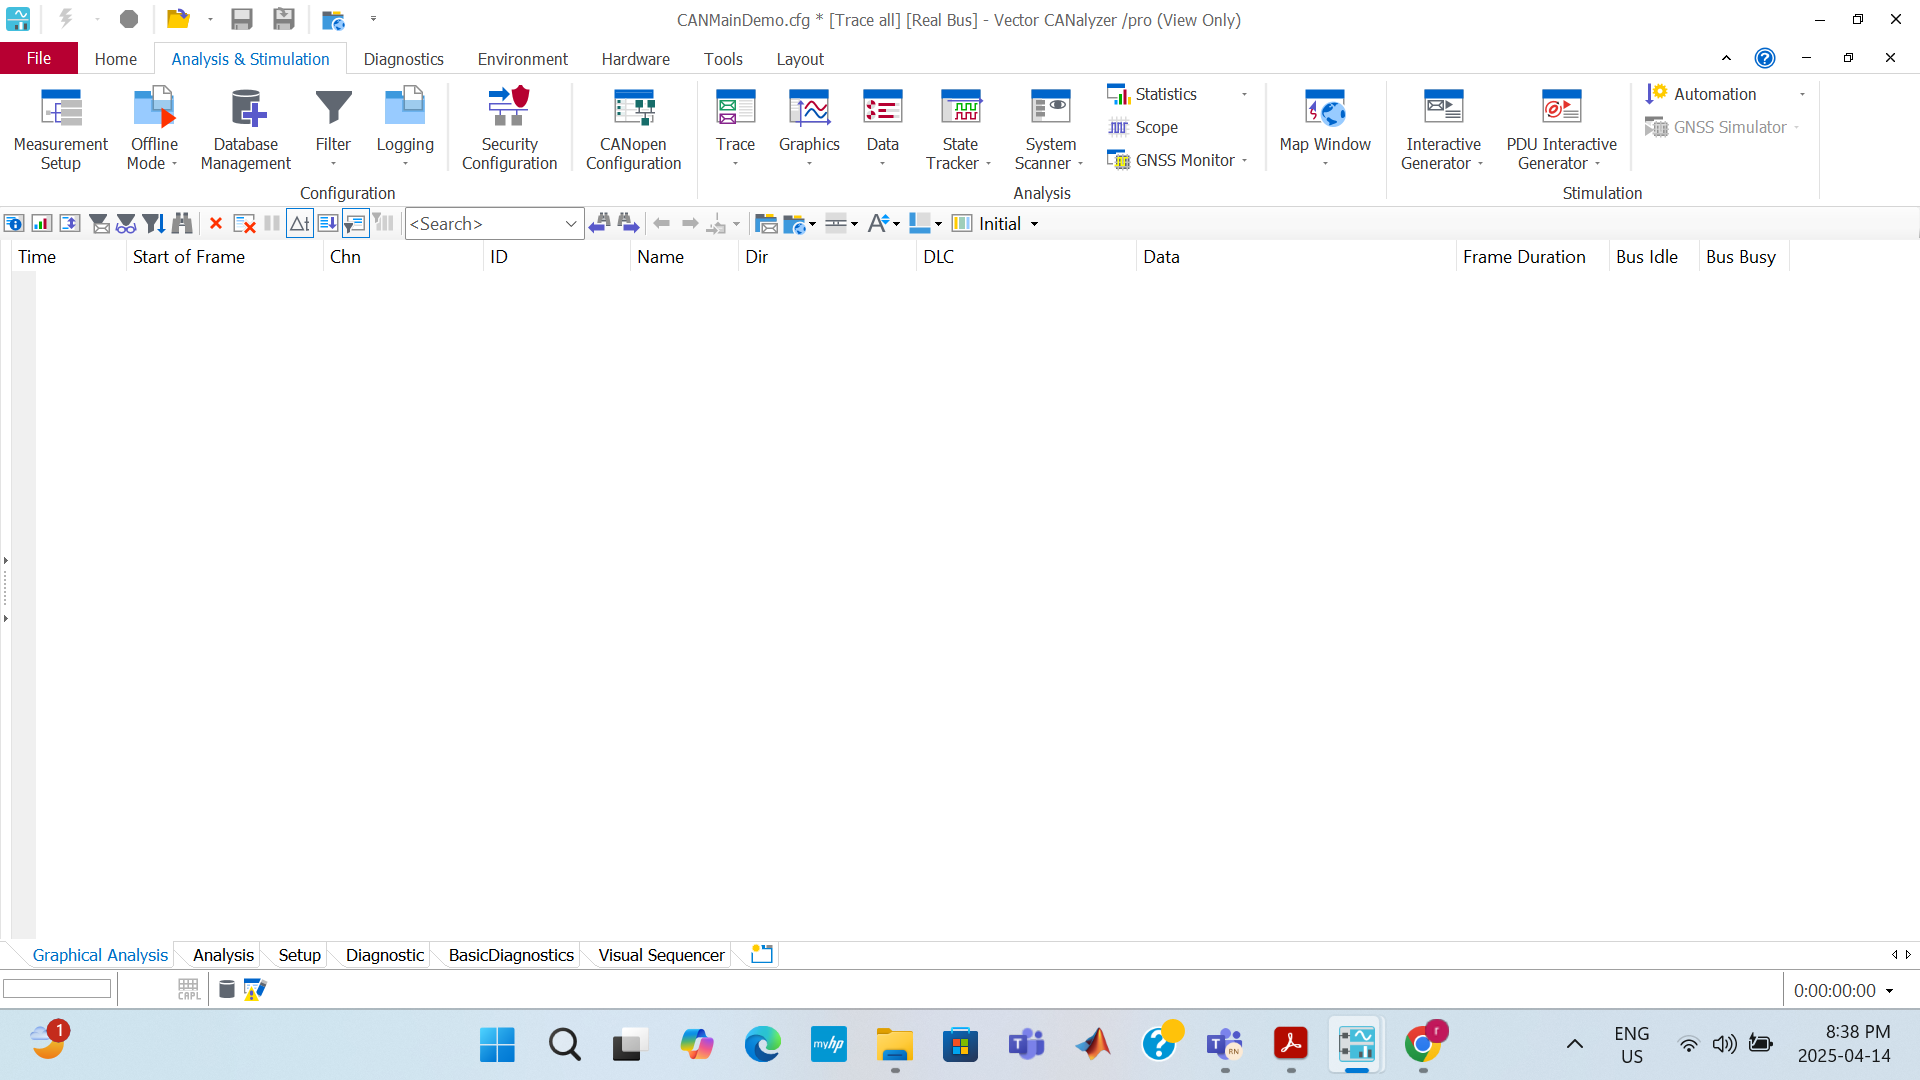 CANMainDemo.cfg * [Trace all] [Real Bus] - Vector CANalyzer /pro (View Only)
File Home Analysis & Stimulation Diagnostics Environment Hardware Tools Layout
Measurement Setup
Offline Mode
Database Management
Filter
Logging
Security Configuration
CANopen Configuration
Trace
Graphics
Data
State Tracker
System Scanner
Statistics
Scope
GNSS Monitor
Map Window
Interactive Generator
PDU Interactive Generator
Automation
GNSS Simulator
Configuration Analysis Stimulation
<Search> Initial
Time Start of Frame Chn ID Name Dir DLC Data Frame Duration Bus Idle Bus Busy
Graphical Analysis Analysis Setup Diagnostic BasicDiagnostics Visual Sequencer
CAPL 0:00:00:00
1 myhp T T RN r
ENG
US
8:38 PM
2025-04-14